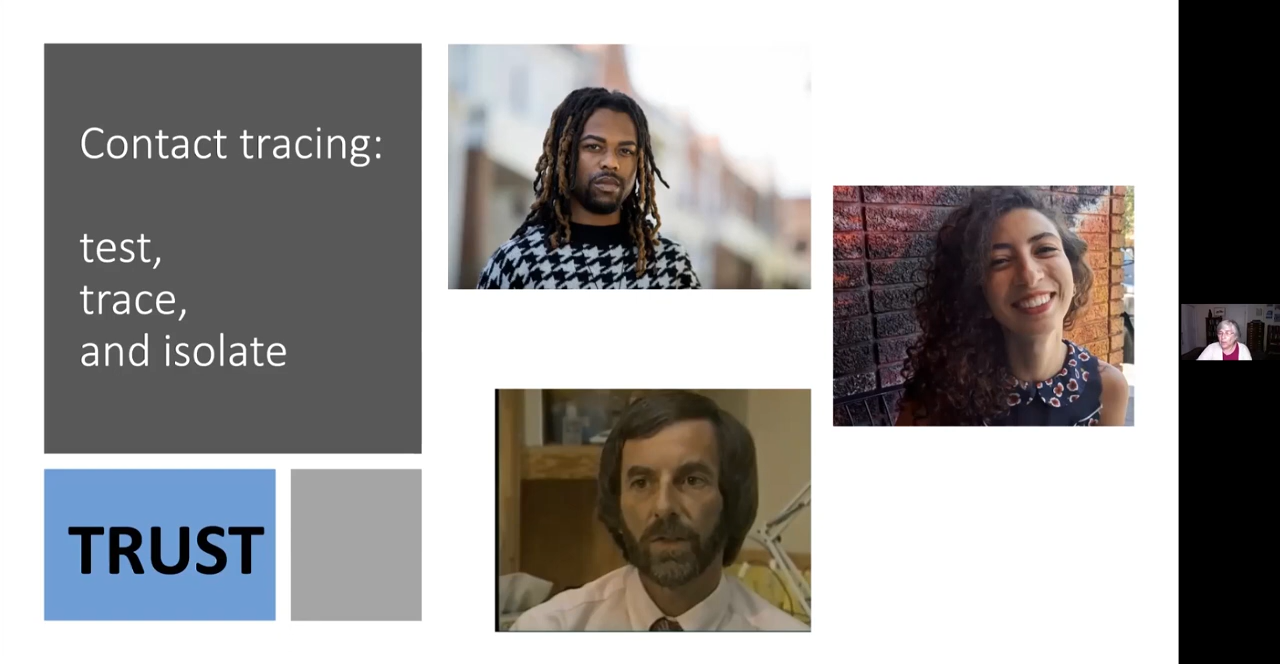 Contact tracing:
test,
trace,
and isolate
TRUST